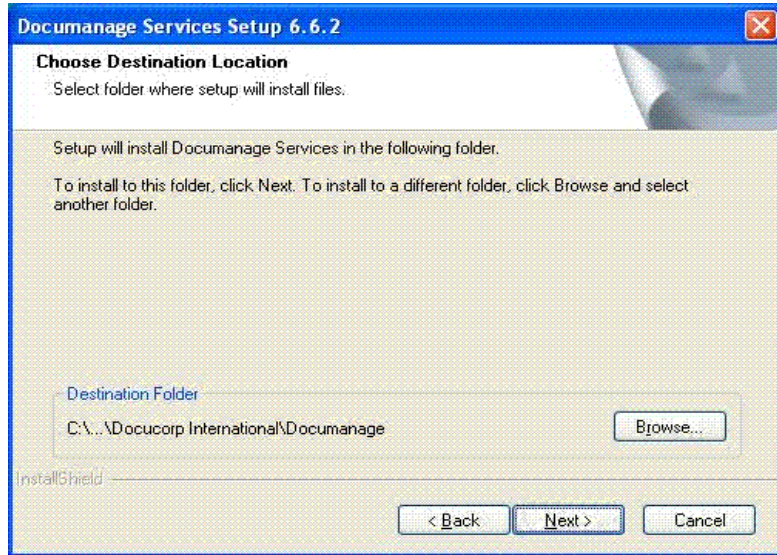 Documanage Services Setup 6.6.2
Choose Destination Location
Select folder where setup will install files.
Setup will install Documanage Services in the following folder.
To install to this folder, click Next. To install to a different folder, click Browse and select
another folder.
Destination Folder
C:\...\Docucorp International\Documanage
Browse...
InstallShield
< Back
Next >
Cancel